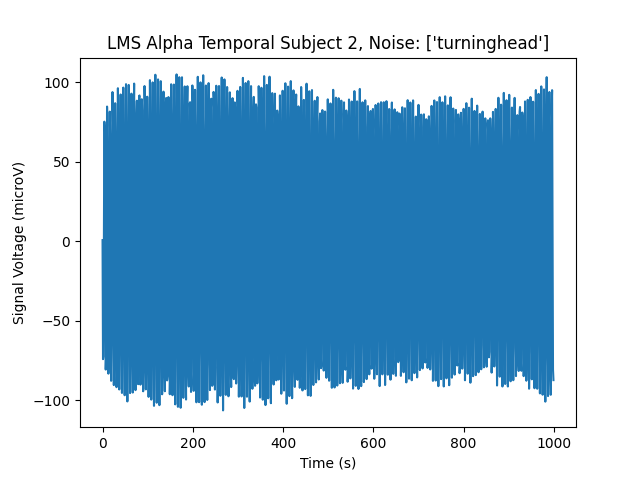 LMS Alpha Temporal Subject 2, Noise: ['turninghead']
Signal Voltage (microV)
100
50
0
−50
−100
0 200 400 600 800 1000
Time (s)